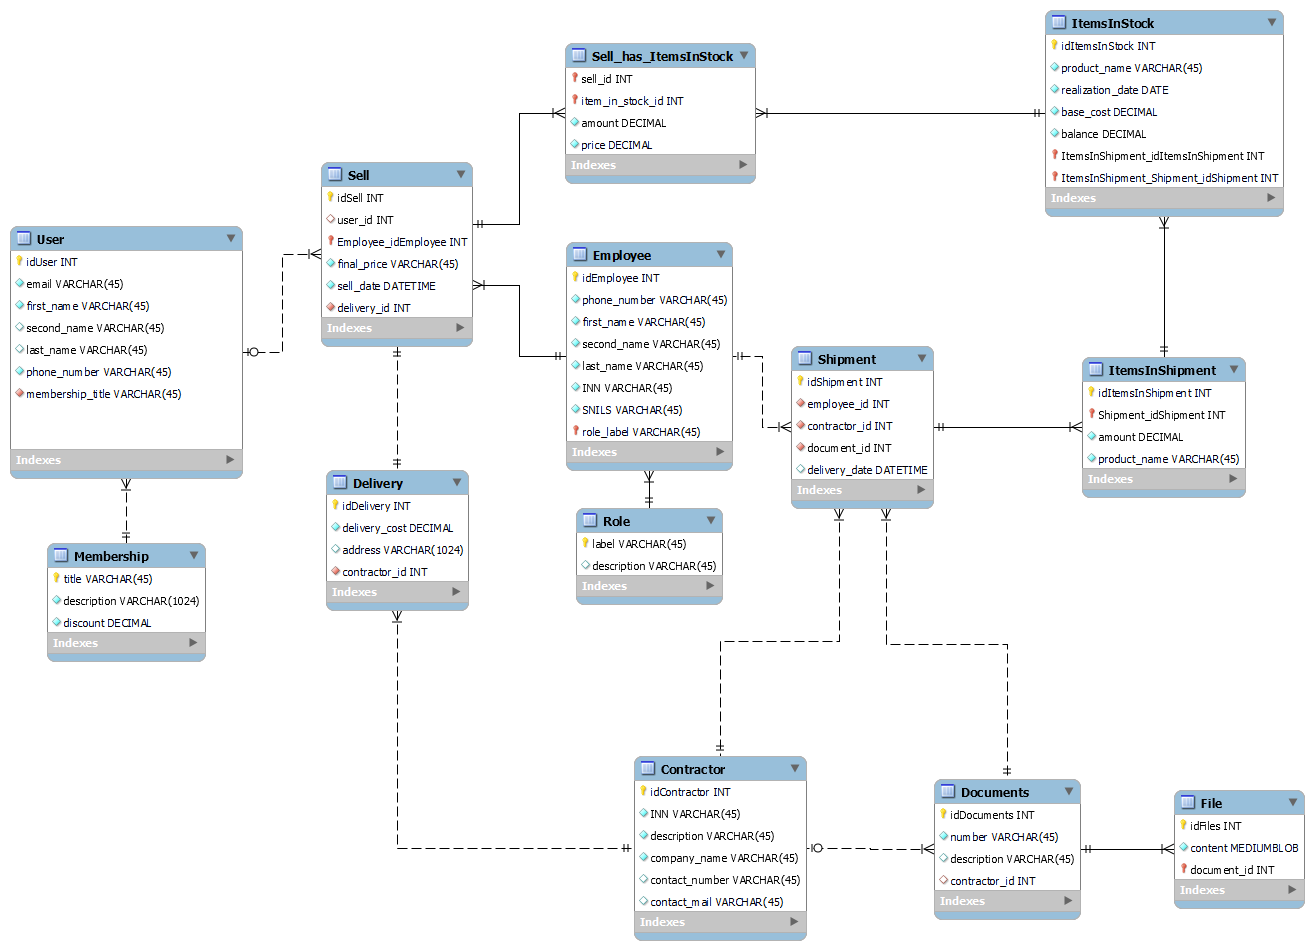 ItemsInStock
idItemsInStock INT
product_name VARCHAR(45)
realization_date DATE
base_cost DECIMAL
balance DECIMAL
ItemsInShipment_idItemsInShipment INT
ItemsInShipment_Shipment_idShipment INT
Indexes
Sell_has_ItemsInStock
sell_id INT
item_in_stock_id INT
amount DECIMAL
price DECIMAL
Indexes
Sell
idSell INT
user_id INT
Employee_idEmployee INT
final_price VARCHAR(45)
sell_date DATETIME
delivery_id INT
Indexes
User
idUser INT
email VARCHAR(45)
first_name VARCHAR(45)
second_name VARCHAR(45)
last_name VARCHAR(45)
phone_number VARCHAR(45)
membership_title VARCHAR(45)
Indexes
Employee
idEmployee INT
phone_number VARCHAR(45)
first_name VARCHAR(45)
second_name VARCHAR(45)
last_name VARCHAR(45)
INN VARCHAR(45)
SNILS VARCHAR(45)
role_label VARCHAR(45)
Indexes
Shipment
idShipment INT
employee_id INT
contractor_id INT
document_id INT
delivery_date DATETIME
Indexes
ItemsInShipment
idItemsInShipment INT
Shipment_idShipment INT
amount DECIMAL
product_name VARCHAR(45)
Indexes
Delivery
idDelivery INT
delivery_cost DECIMAL
address VARCHAR(1024)
contractor_id INT
Indexes
Role
label VARCHAR(45)
description VARCHAR(45)
Indexes
Membership
title VARCHAR(45)
description VARCHAR(1024)
discount DECIMAL
Indexes
Contractor
idContractor INT
INN VARCHAR(45)
description VARCHAR(45)
company_name VARCHAR(45)
contact_number VARCHAR(45)
contact_mail VARCHAR(45)
Indexes
Documents
idDocuments INT
number VARCHAR(45)
description VARCHAR(45)
contractor_id INT
Indexes
File
idFiles INT
content MEDIUMBLOB
document_id INT
Indexes